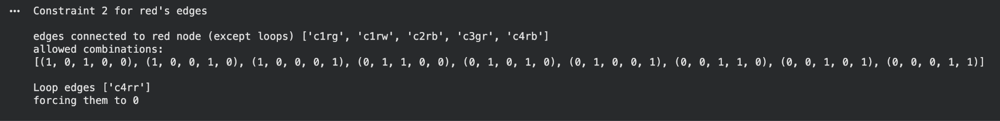 ... Constraint 2 for red's edges
edges connected to red node (except loops) ['c1rg', 'c1rw', 'c2rb', 'c3gr', 'c4rb']
allowed combinations:
[(1, 0, 1, 0, 0), (1, 0, 0, 1, 0), (1, 0, 0, 0, 1), (0, 1, 1, 0, 0), (0, 1, 0, 1, 0), (0, 1, 0, 0, 1), (0, 0, 1, 1, 0), (0, 0, 1, 0, 1), (0, 0, 0, 1, 1)]
Loop edges ['c4rr']
forcing them to 0